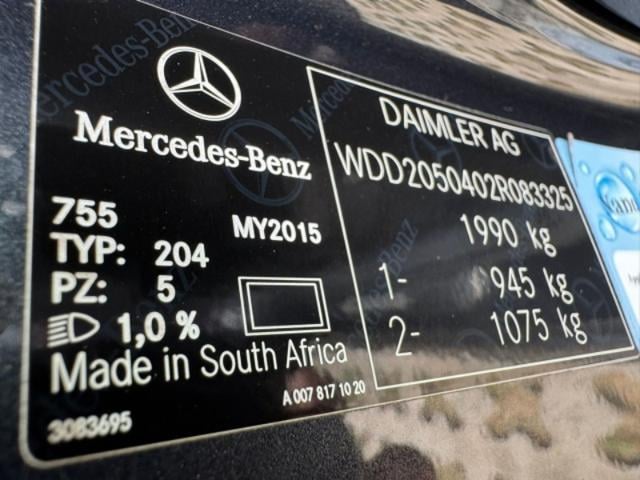 Mercedes-Benz
755 MY2015
TYP: 204
PZ: 5
1,0 %
Made in South Africa
A 007 817 10 20
3083695
DAIMLER AG
WDD2050402R083325
1990 kg
1- 945 kg
2- 1075 kg